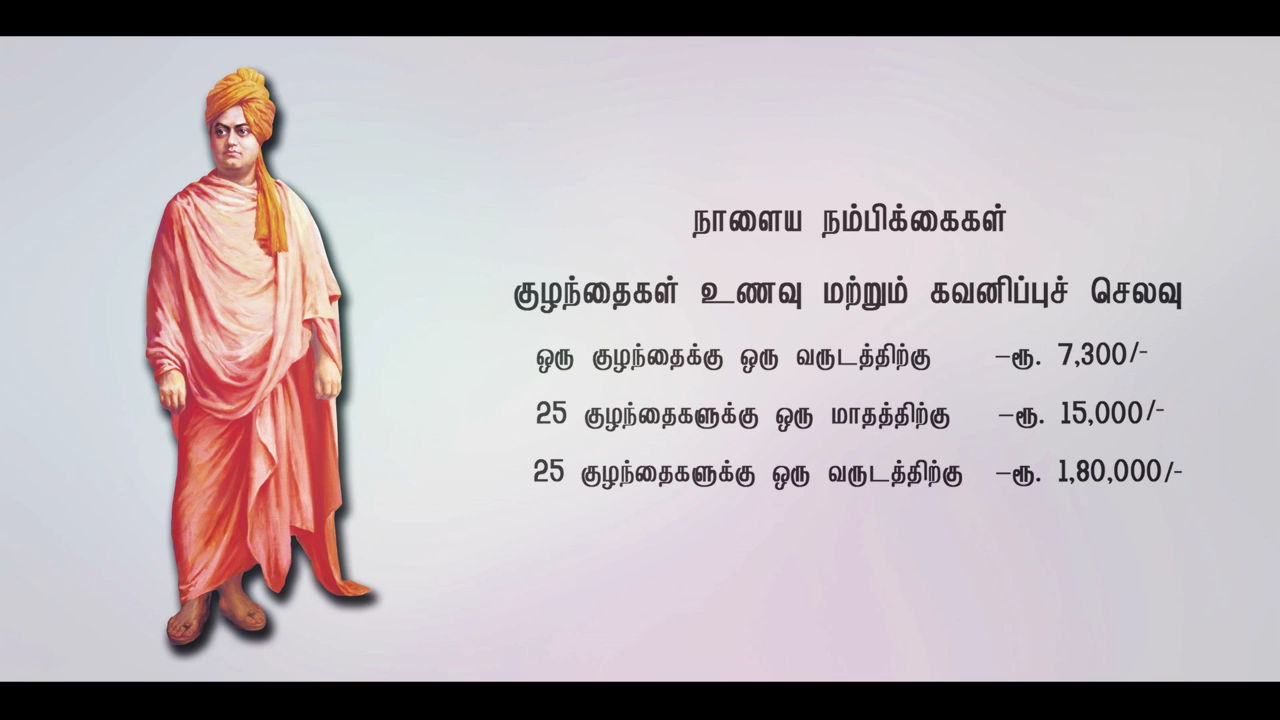 நாளைய நம்பிக்கைகள்
குழந்தைகள் உணவு மற்றும் கவனிப்புச் செலவு
ஒரு குழந்தைக்கு ஒரு வருடத்திற்கு –ரூ. 7,300/-
25 குழந்தைகளுக்கு ஒரு மாதத்திற்கு –ரூ. 15,000/-
25 குழந்தைகளுக்கு ஒரு வருடத்திற்கு –ரூ. 1,80,000/-